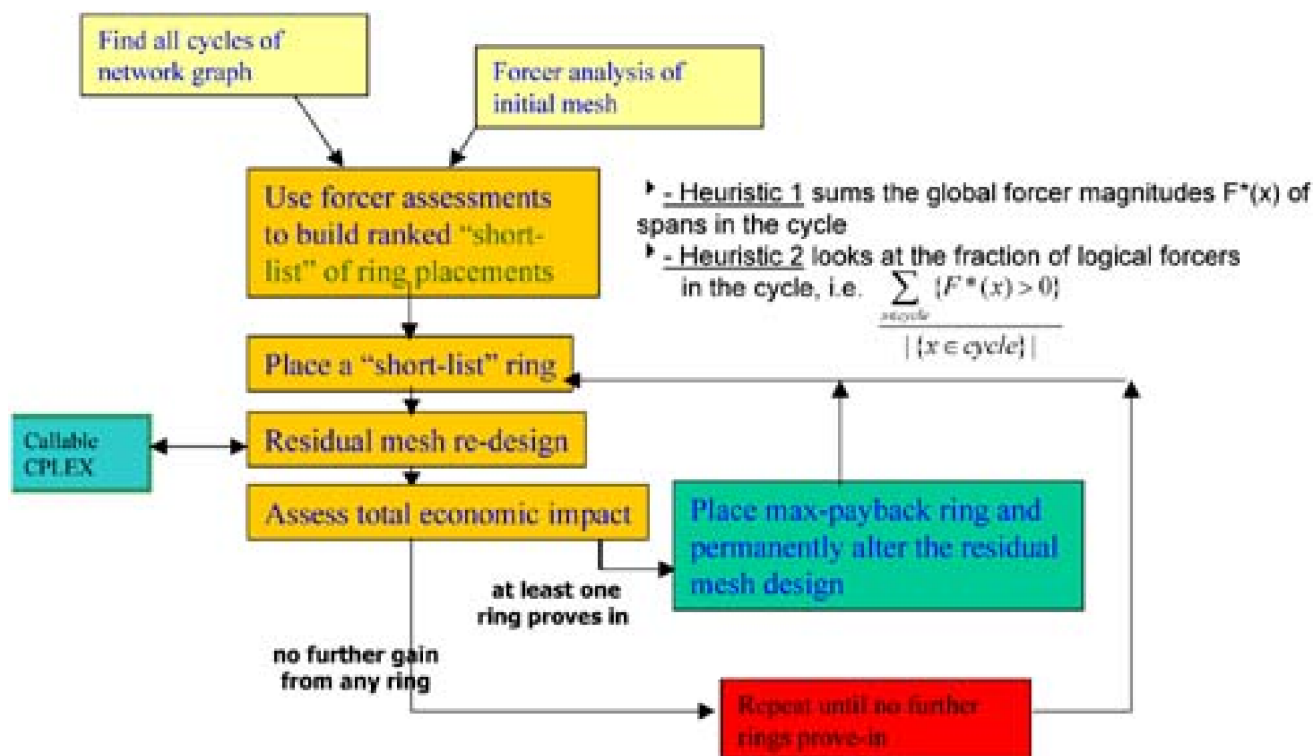 Find all cycles of
network graph
Forcer analysis of
initial mesh
Use forcer assessments
to build ranked “short-
list” of ring placements
- Heuristic 1 sums the global forcer magnitudes F*(x) of
spans in the cycle
- Heuristic 2 looks at the fraction of logical forcers
in the cycle, i.e.
∑ {F*(x) > 0}
x∈cycle
|{x ∈ cycle}|
Place a “short-list” ring
Callable
CPLEX
Residual mesh re-design
Assess total economic impact
Place max-payback ring and
permanently alter the residual
mesh design
at least one
ring proves in
no further gain
from any ring
Repeat until no further
rings prove-in